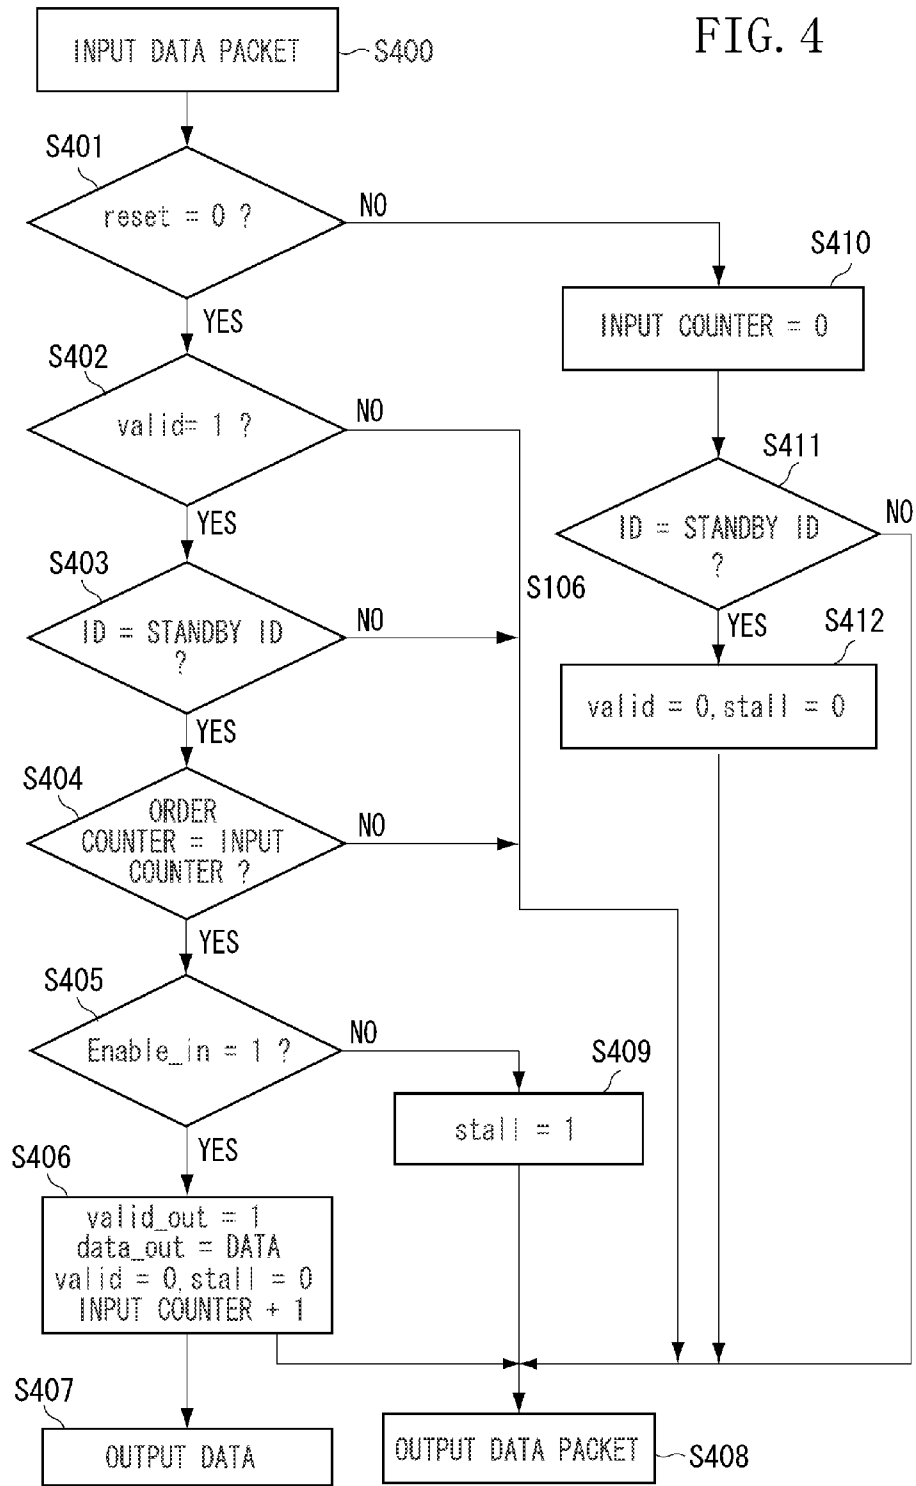 FIG. 4
INPUT DATA PACKET
S400
S401
reset = 0 ?
NO
YES
S410
INPUT COUNTER = 0
S402
valid= 1 ?
NO
YES
S411
ID = STANDBY ID
?
NO
YES
S403
ID = STANDBY ID
?
NO
YES
S106
S412
valid = 0, stall = 0
S404
ORDER
COUNTER = INPUT
COUNTER ?
NO
YES
S405
Enable_in = 1 ?
NO
YES
S409
stall = 1
S406
valid_out = 1
data_out = DATA
valid = 0, stall = 0
INPUT COUNTER + 1
S407
OUTPUT DATA
OUTPUT DATA PACKET
S408